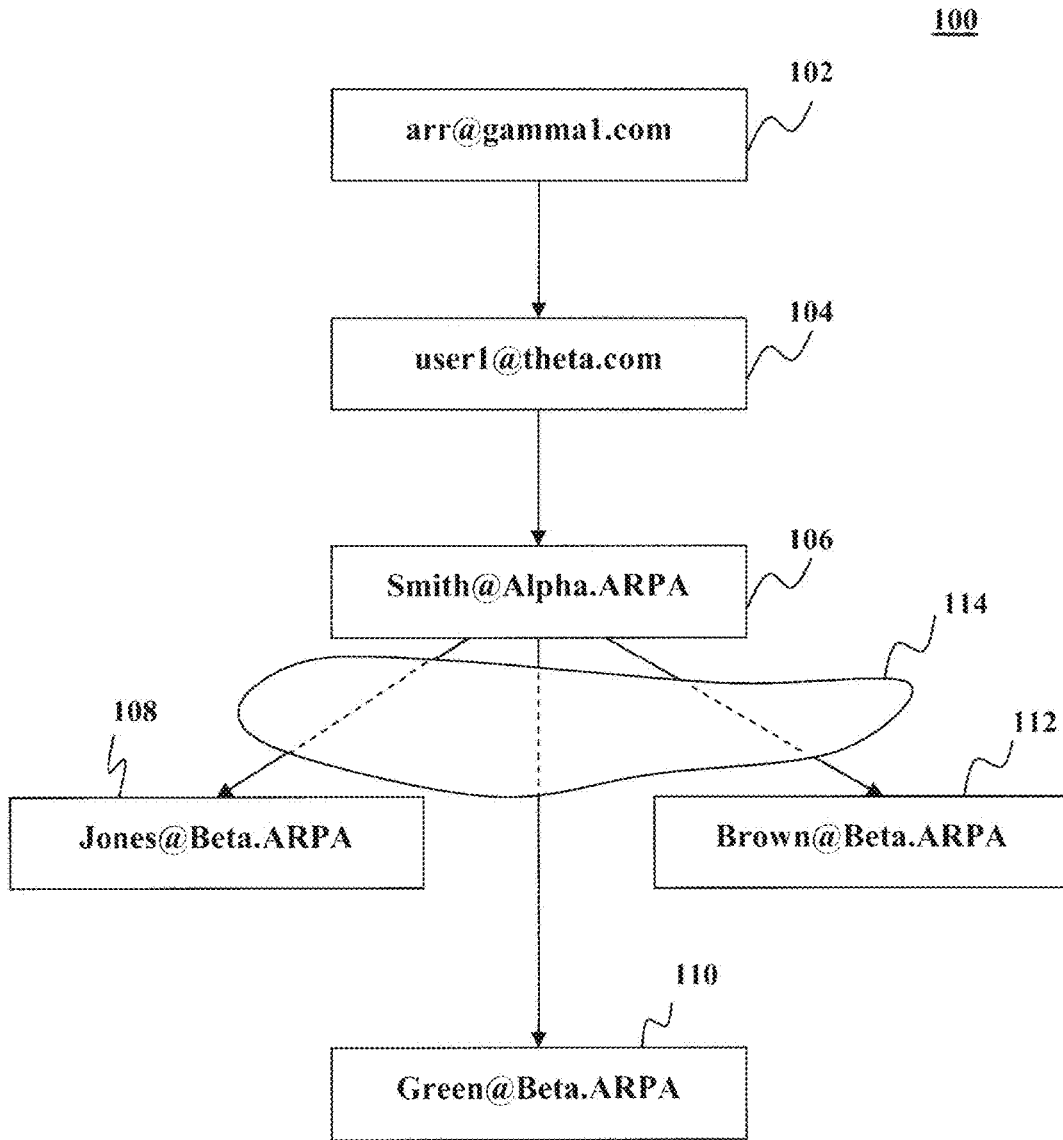 100
102
arr@gamma1.com
104
user1@theta.com
106
Smith@Alpha.ARPA
114
108
112
Jones@Beta.ARPA
Brown@Beta.ARPA
110
Green@Beta.ARPA